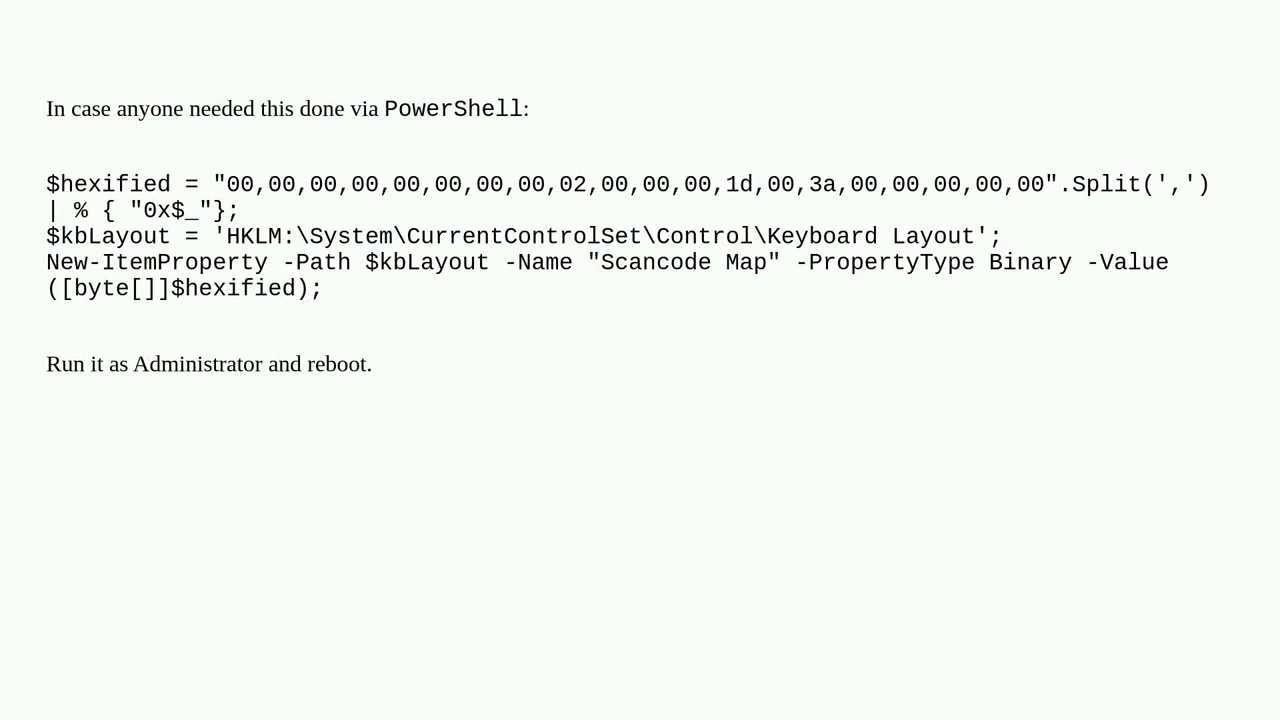 In case anyone needed this done via PowerShell:
$hexified = "00,00,00,00,00,00,00,00,02,00,00,00,1d,00,3a,00,00,00,00,00".Split(',')
| % { "0x$_"};
$kbLayout = 'HKLM:\System\CurrentControlSet\Control\Keyboard Layout';
New-ItemProperty -Path $kbLayout -Name "Scancode Map" -PropertyType Binary -Value
([byte[]]$hexified);
Run it as Administrator and reboot.